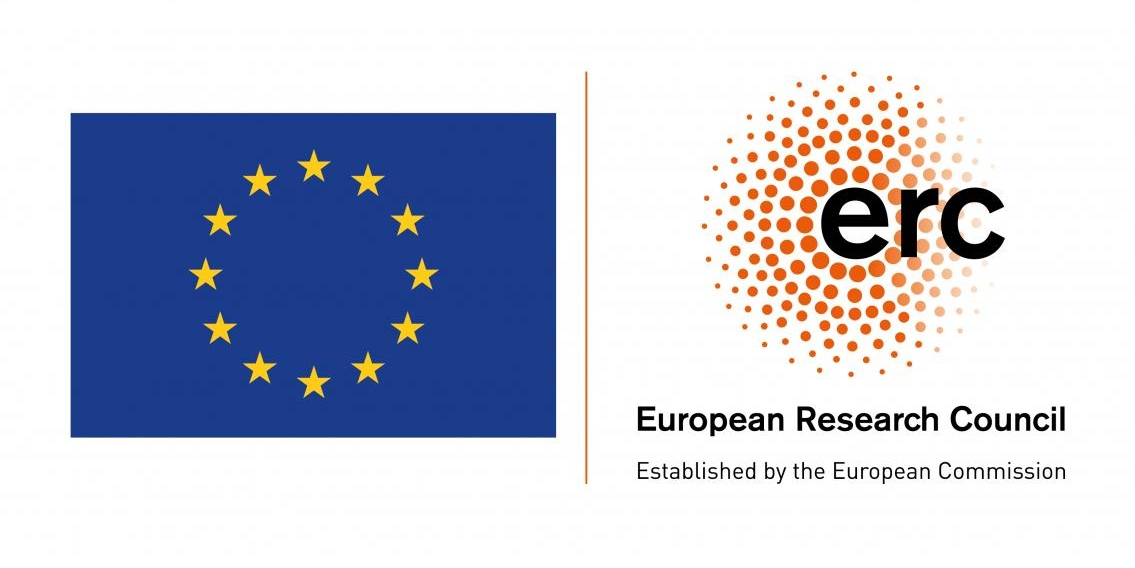 erc
European Research Council
Established by the European Commission